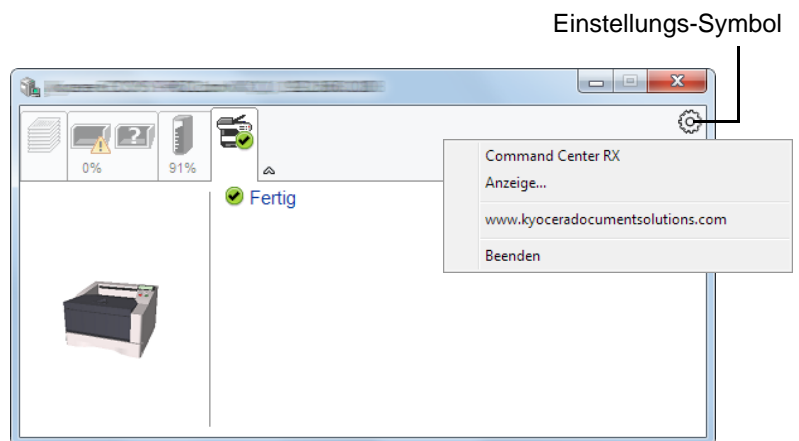 Einstellungs-Symbol
0%
91%
Fertig
Command Center RX
Anzeige...
www.kyoceradocumentsolutions.com
Beenden